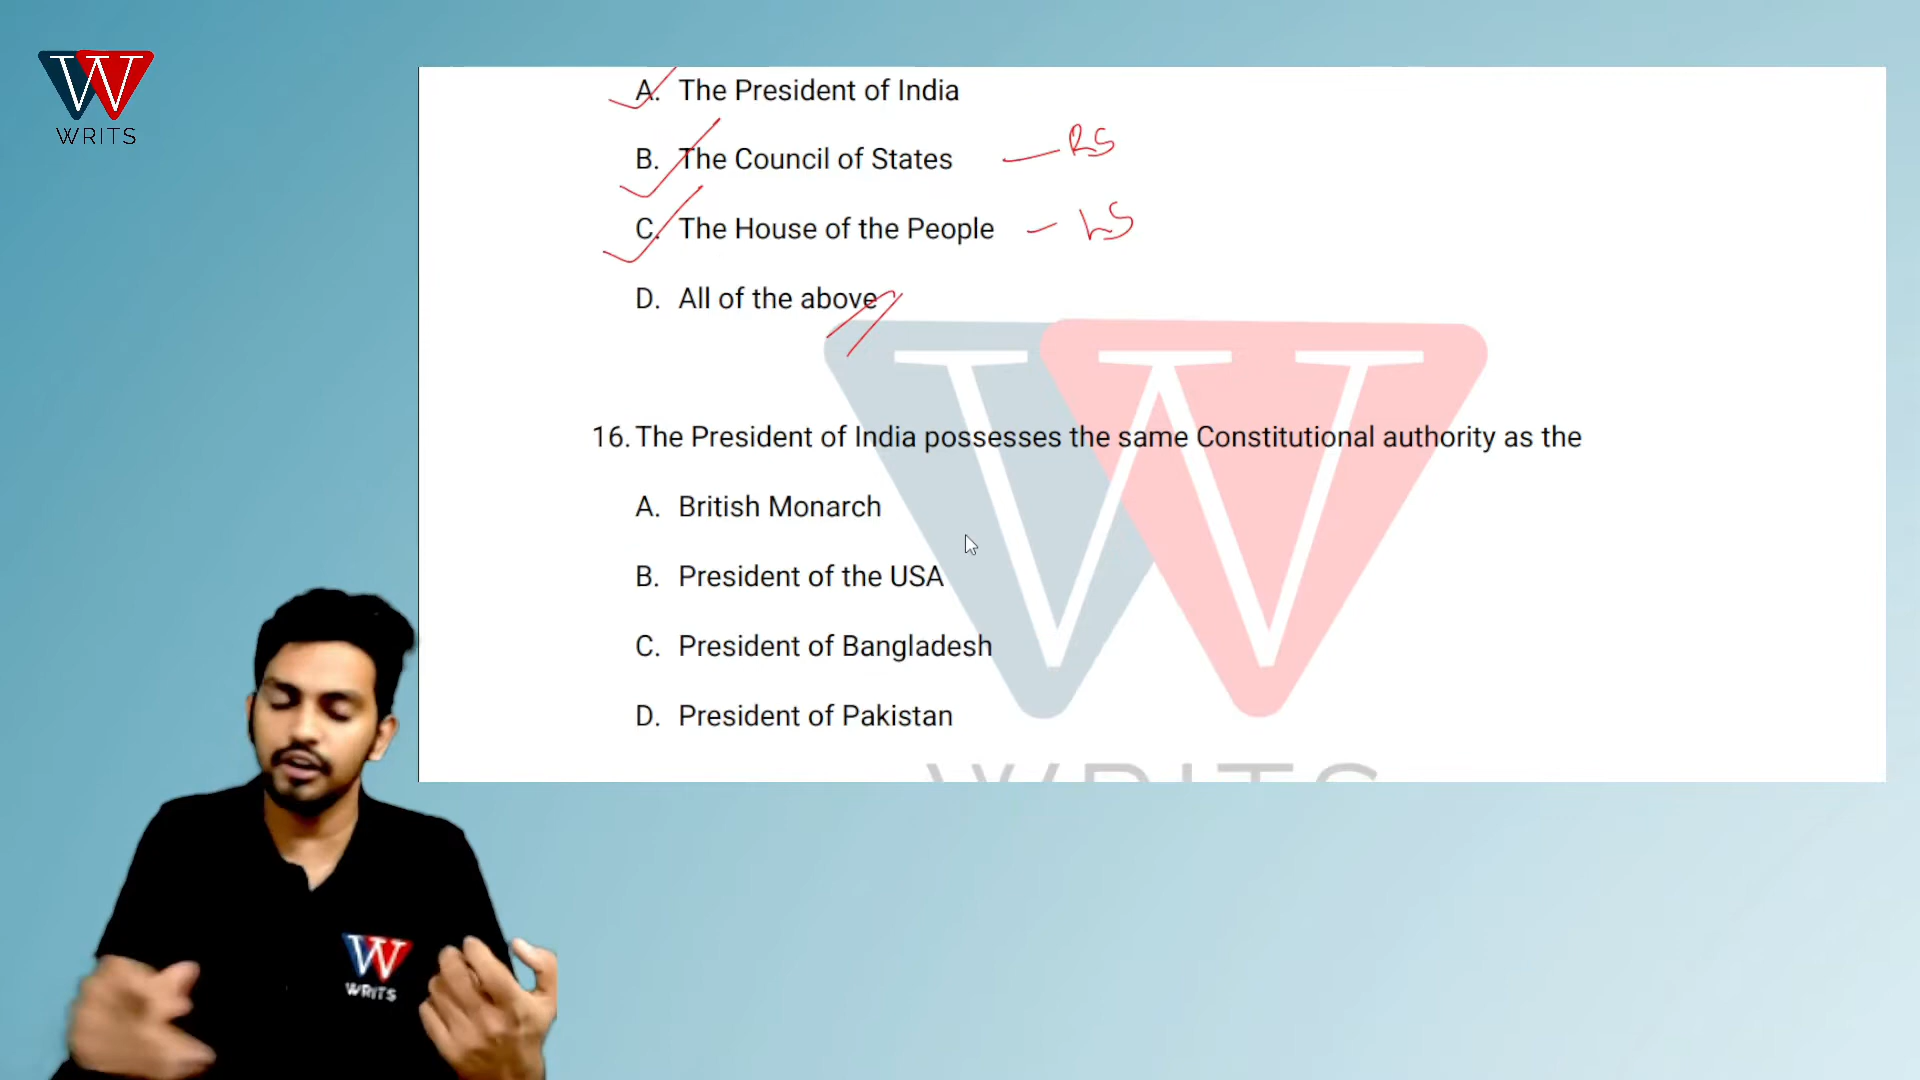 WRITS
A. The President of India
B. The Council of States — RS
C. The House of the People – LS
D. All of the above
16. The President of India possesses the same Constitutional authority as the
A. British Monarch
B. President of the USA
C. President of Bangladesh
D. President of Pakistan
WRITS
WRITS